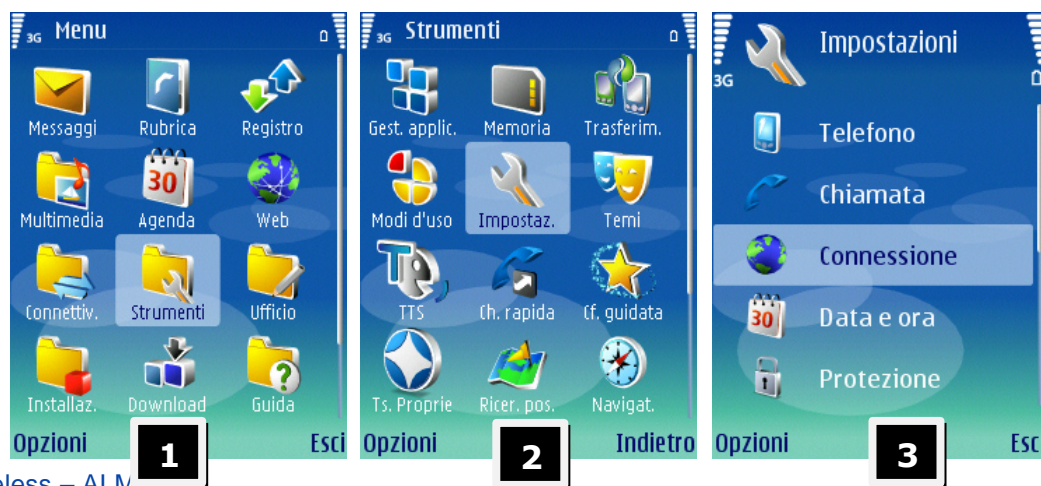 3G Menu
Messaggi Rubrica Registro
30
Multimedia Agenda Web
Connettiv. Strumenti Ufficio
Installaz. Download Guida
Opzioni Esci
1
3G Strumenti
Gest. applic. Memoria Trasferim.
Modi d'uso Impostaz. Temi
TTS Ch. rapida Cf. guidata
Ts. Proprie Ricer. pos. Navigat.
Opzioni Indietro
2
3G Impostazioni
Telefono
Chiamata
Connessione
30 Data e ora
Protezione
Opzioni Esc
3
eless – ALM